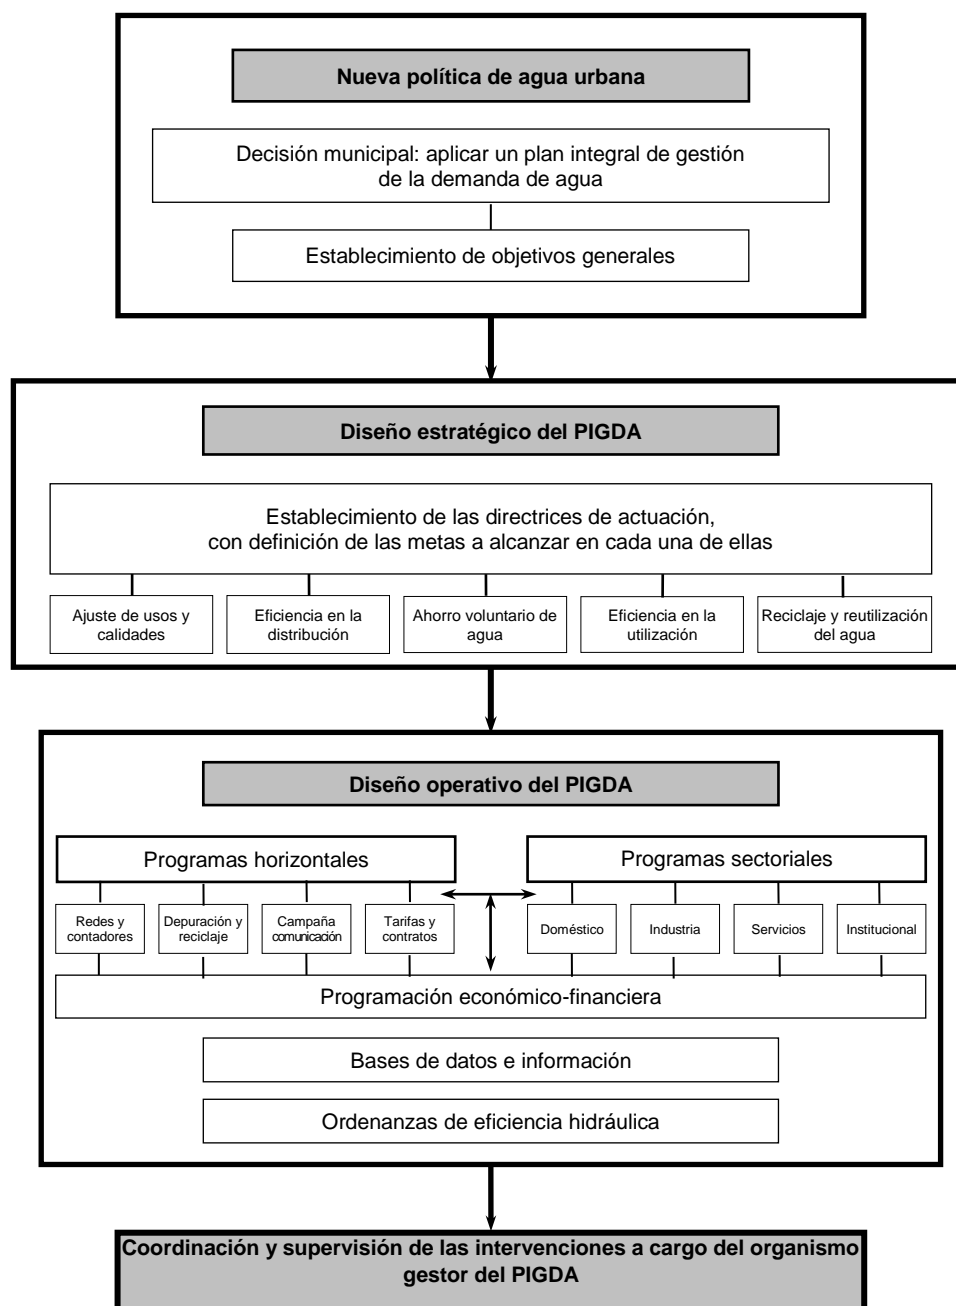 Nueva política de agua urbana
Decisión municipal: aplicar un plan integral de gestión
de la demanda de agua
Establecimiento de objetivos generales
Diseño estratégico del PIGDA
Establecimiento de las directrices de actuación,
con definición de las metas a alcanzar en cada una de ellas
Ajuste de usos y
calidades
Eficiencia en la
distribución
Ahorro voluntario de
agua
Eficiencia en la
utilización
Reciclaje y reutilización
del agua
Diseño operativo del PIGDA
Programas horizontales
Programas sectoriales
Redes y
contadores
Depuración y
reciclaje
Campaña
comunicación
Tarifas y
contratos
Doméstico
Industria
Servicios
Institucional
Programación económico-financiera
Bases de datos e información
Ordenanzas de eficiencia hidráulica
Coordinación y supervisión de las intervenciones a cargo del organismo
gestor del PIGDA